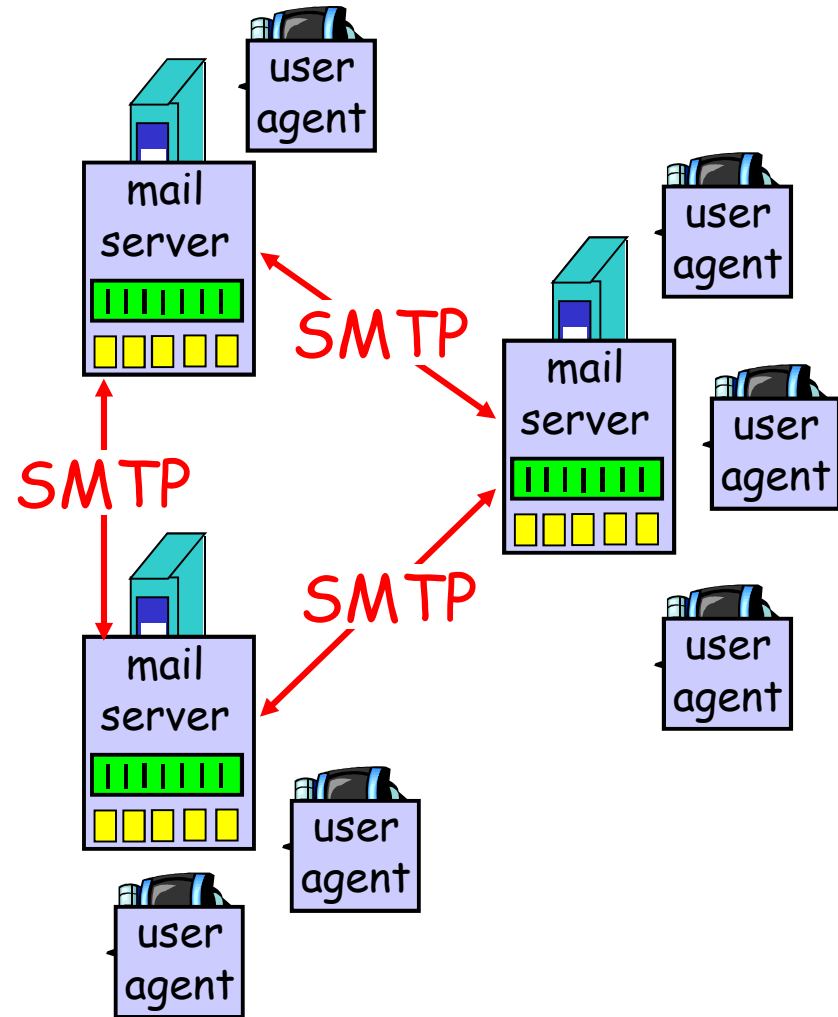 user
agent
mail
server
user
agent
SMTP
mail
server
user
agent
SMTP
SMTP
mail
server
user
agent
user
agent
user
agent